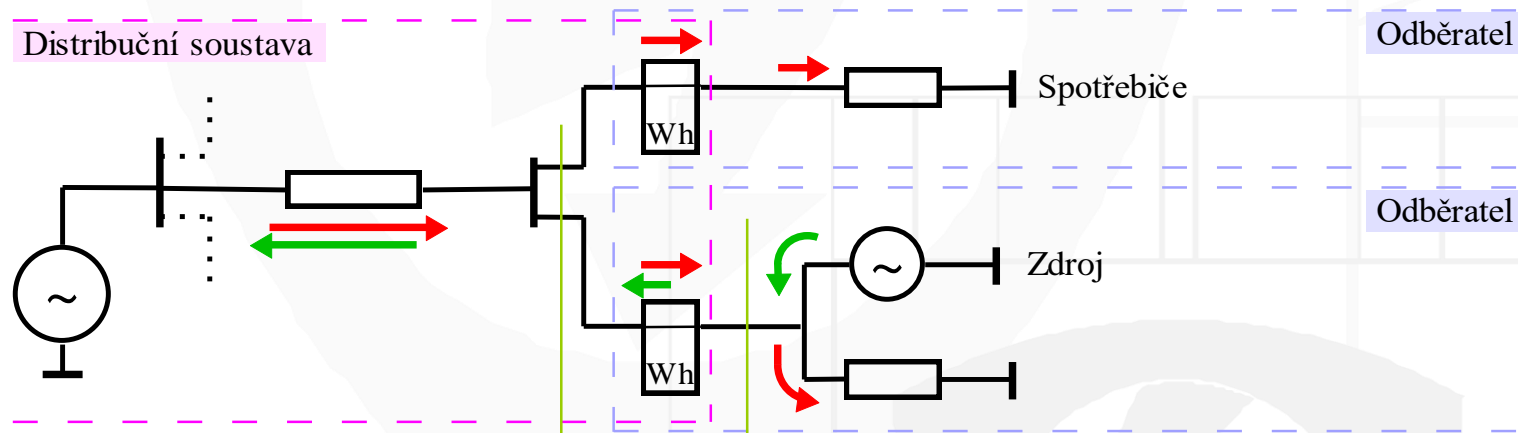 Distribuční soustava
Odběratel
Wh
Spotřebiče
Odběratel
~
~
Zdroj
Wh